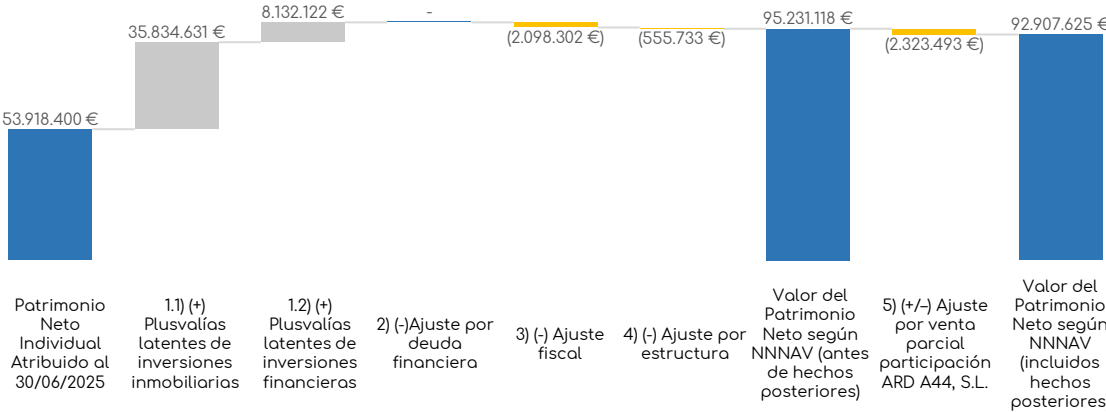 53.918.400 €
35.834.631 €
8.132.122 €
-
(2.098.302 €)
(555.733 €)
95.231.118 €
(2.323.493 €)
92.907.625 €
Patrimonio
Neto
Individual
Atribuido al
30/06/2025
1.1) (+)
Plusvalías
latentes de
inversiones
inmobiliarias
1.2) (+)
Plusvalías
latentes de
inversiones
financieras
2) (-)Ajuste por
deuda
financiera
3) (-) Ajuste
fiscal
4) (-) Ajuste por
estructura
Valor del
Patrimonio
Neto según
NNNAV (antes
de hechos
posteriores)
5) (+/-) Ajuste
por venta
parcial
participación
ARD A44, S.L.
Valor del
Patrimonio
Neto según
NNNAV
(incluidos
hechos
posteriores